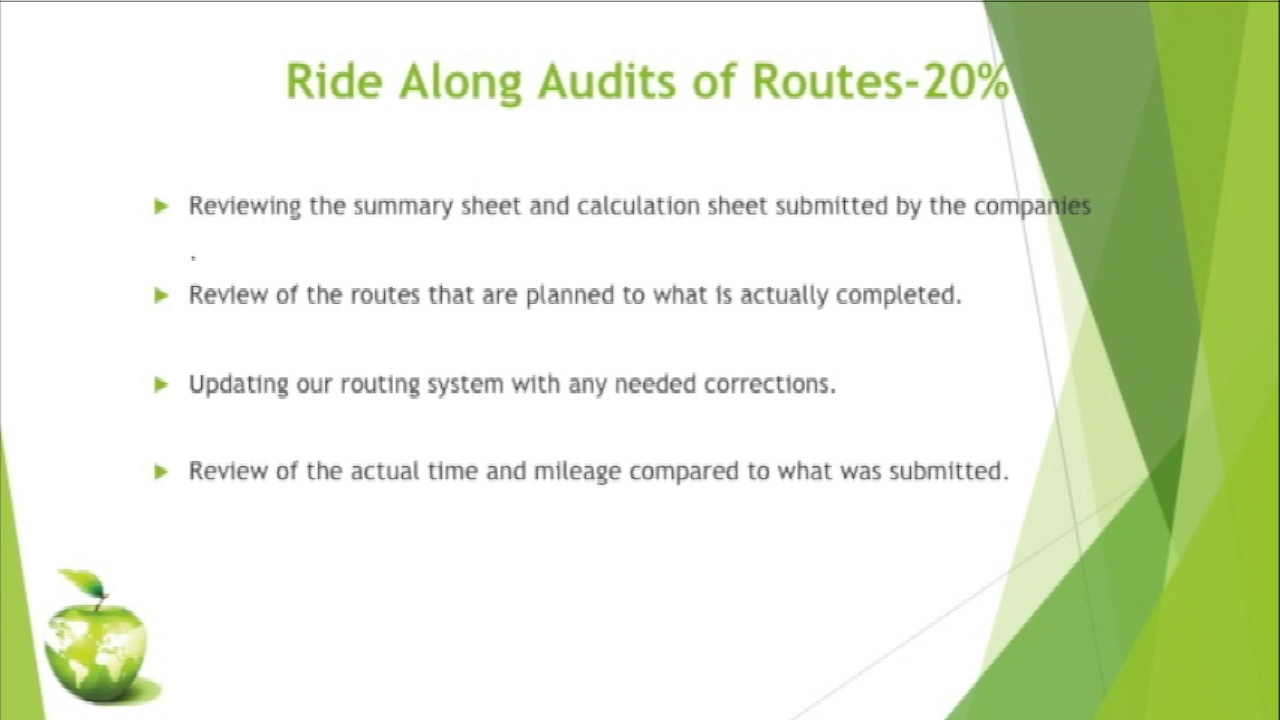 Ride Along Audits of Routes-20%
Reviewing the summary sheet and calculation sheet submitted by the companies
.
Review of the routes that are planned to what is actually completed.
Updating our routing system with any needed corrections.
Review of the actual time and mileage compared to what was submitted.